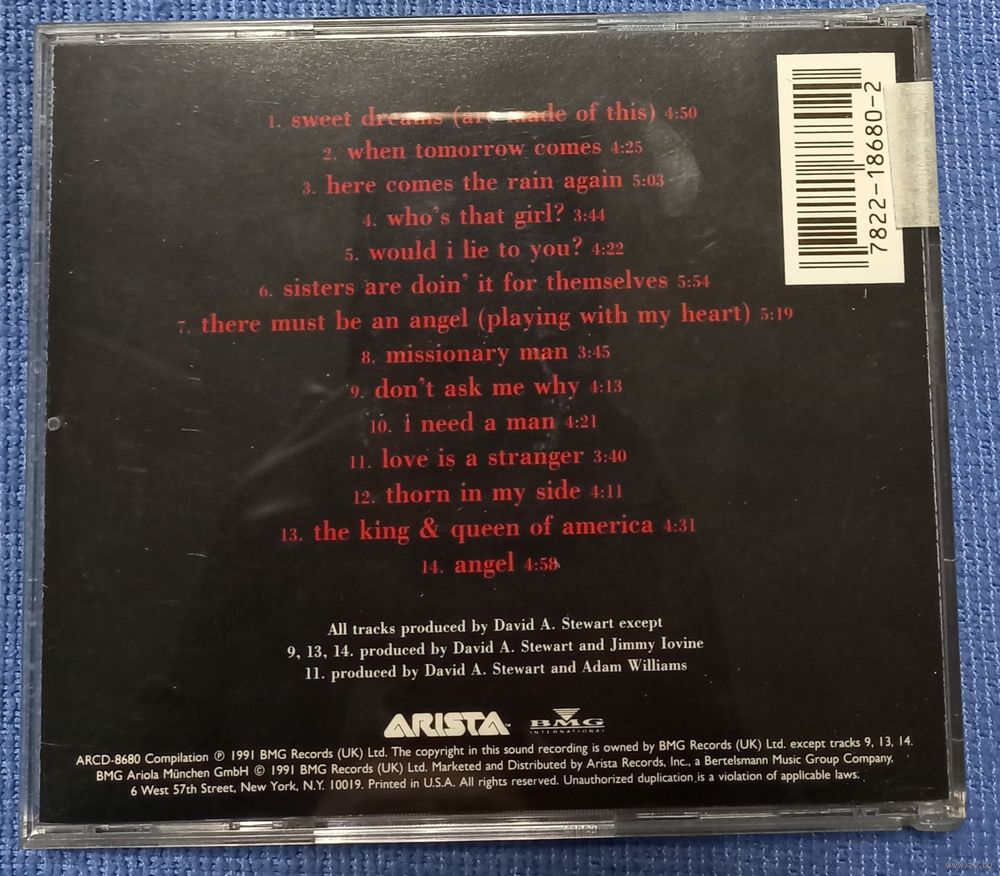 1. sweet dreams (are made of this) 4:50
2. when tomorrow comes 4:25
3. here comes the rain again 5:03
4. who's that girl? 3:44
5. would i lie to you? 4:22
6. sisters are doin' it for themselves 5:54
7. there must be an angel (playing with my heart) 5:19
8. missionary man 3:45
9. don't ask me why 4:13
10. i need a man 4:21
11. love is a stranger 3:40
12. thorn in my side 4:11
13. the king & queen of america 4:31
14. angel 4:58
All tracks produced by David A. Stewart except
9, 13, 14. produced by David A. Stewart and Jimmy Iovine
11. produced by David A. Stewart and Adam Williams
ARISTA™ BMG
INTERNATIONAL
ARCD-8680 Compilation ℗ 1991 BMG Records (UK) Ltd. The copyright in this sound recording is owned by BMG Records (UK) Ltd. except tracks 9, 13, 14.
BMG Ariola München GmbH © 1991 BMG Records (UK) Ltd. Marketed and Distributed by Arista Records, Inc., a Bertelsmann Music Group Company,
6 West 57th Street, New York, N.Y. 10019. Printed in U.S.A. All rights reserved. Unauthorized duplication is a violation of applicable laws.
7822-18680-2